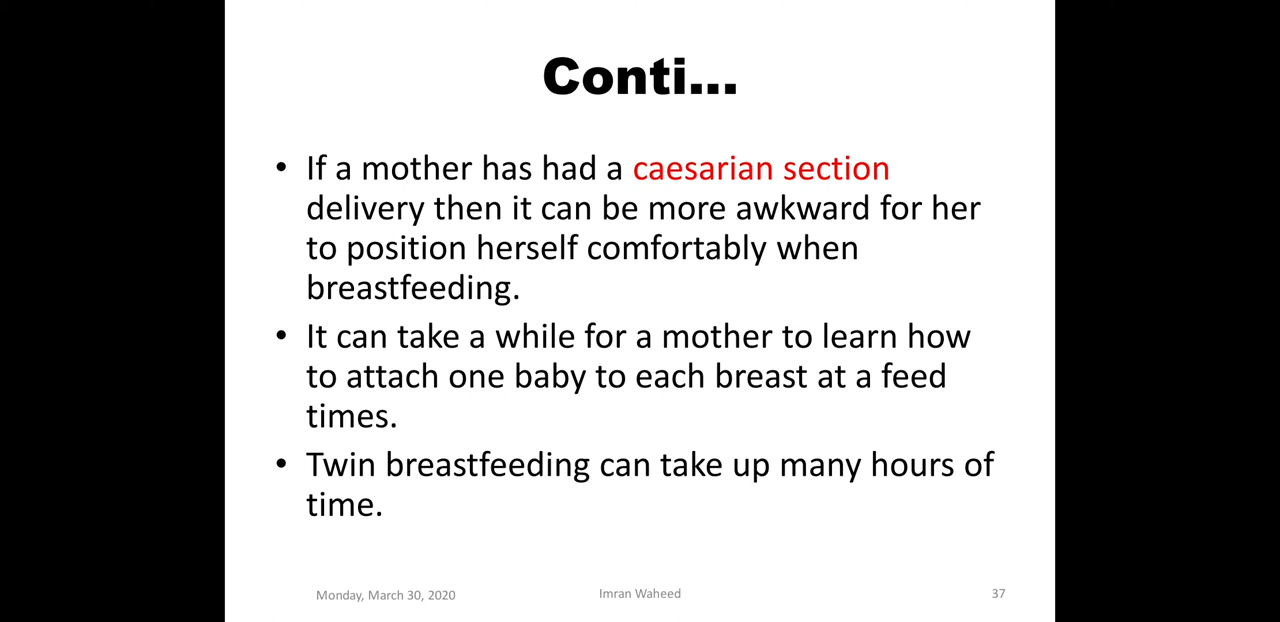 Conti...
• If a mother has had a caesarian section
delivery then it can be more awkward for her
to position herself comfortably when
breastfeeding.
• It can take a while for a mother to learn how
to attach one baby to each breast at a feed
times.
• Twin breastfeeding can take up many hours of
time.
Monday, March 30, 2020
Imran Waheed
37